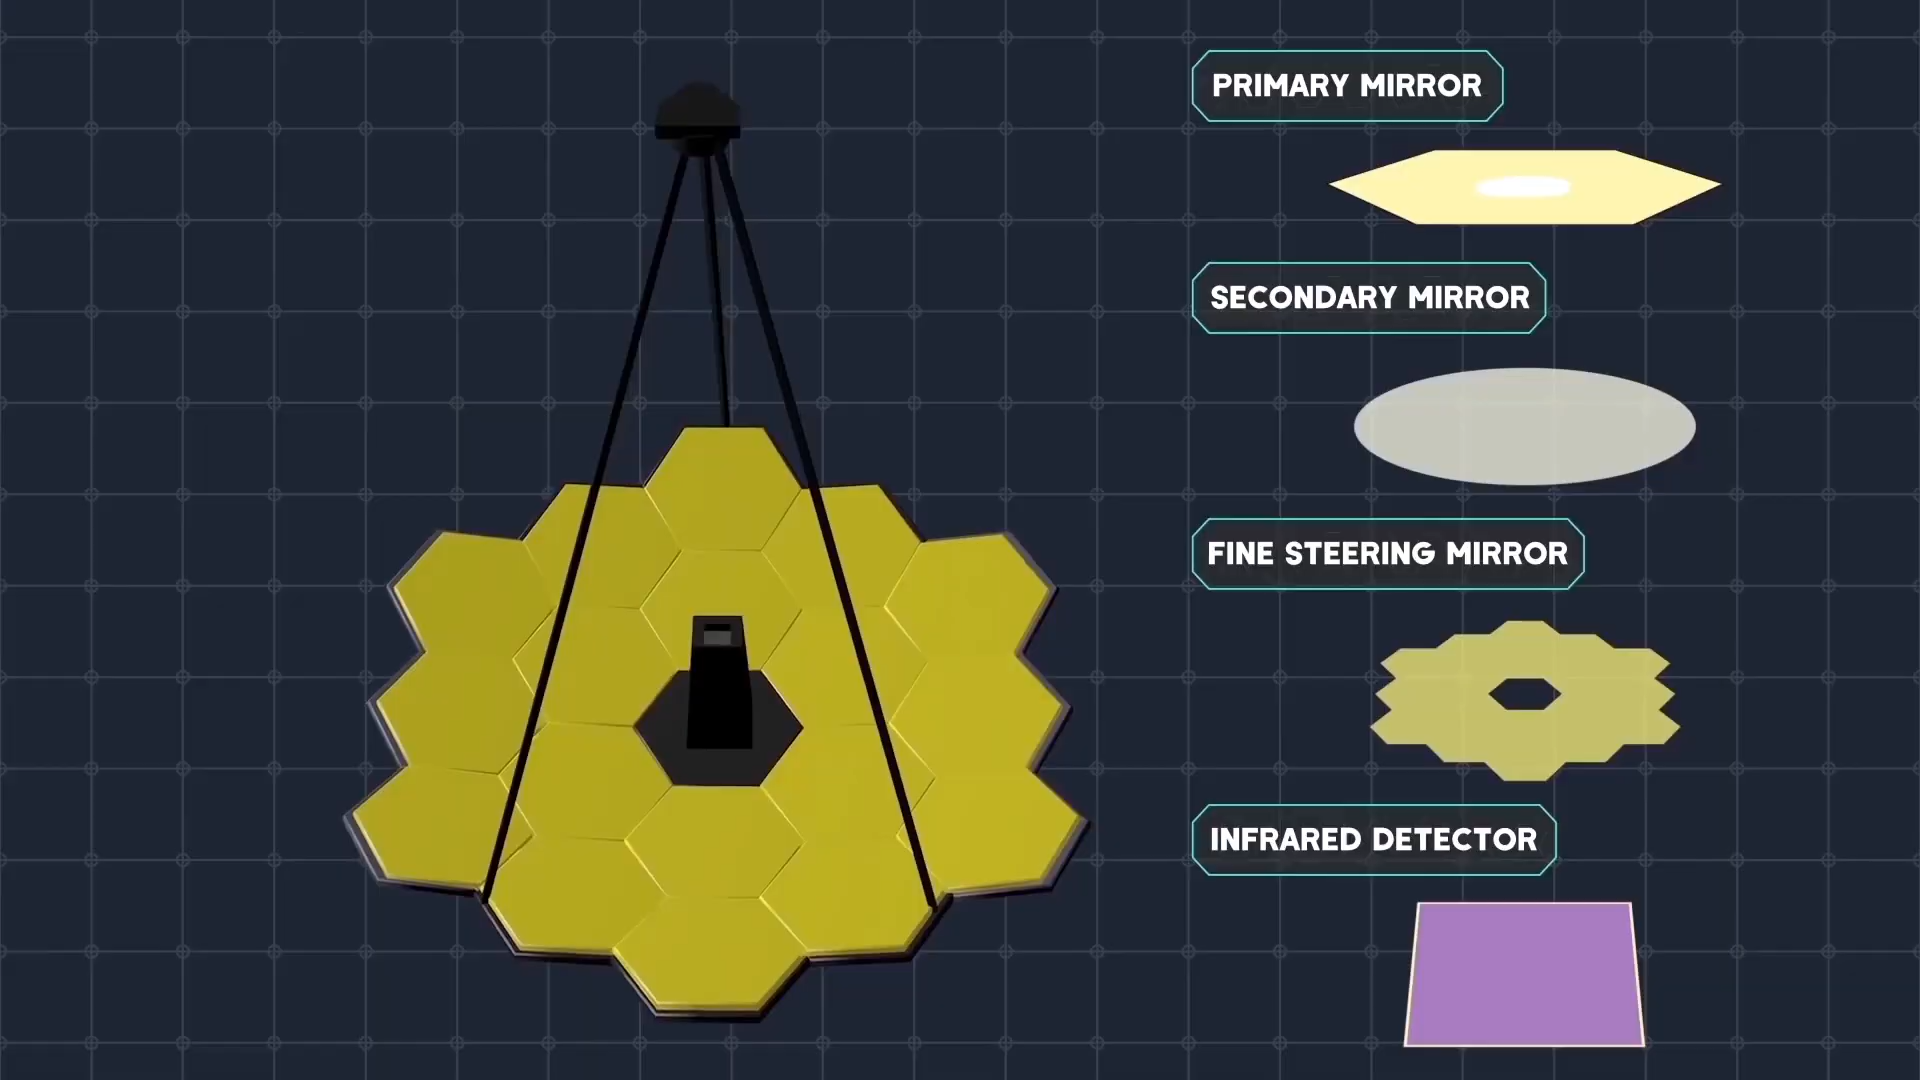 PRIMARY MIRROR
SECONDARY MIRROR
FINE STEERING MIRROR
INFRARED DETECTOR